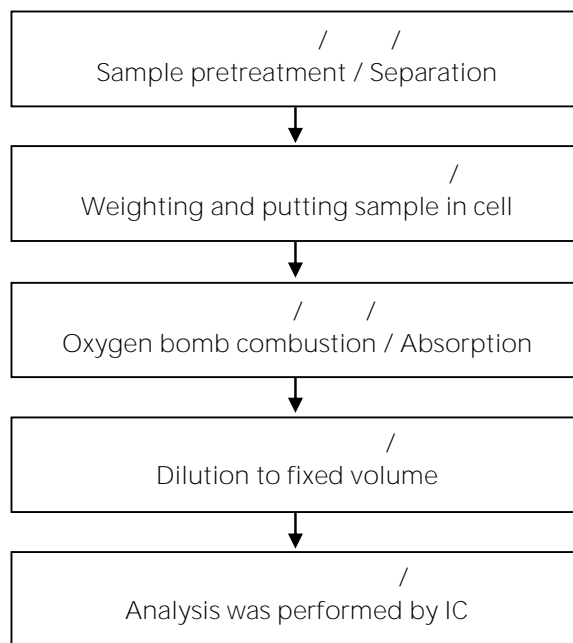 / /
Sample pretreatment / Separation
/
Weighting and putting sample in cell
/ /
Oxygen bomb combustion / Absorption
/
Dilution to fixed volume
/
Analysis was performed by IC